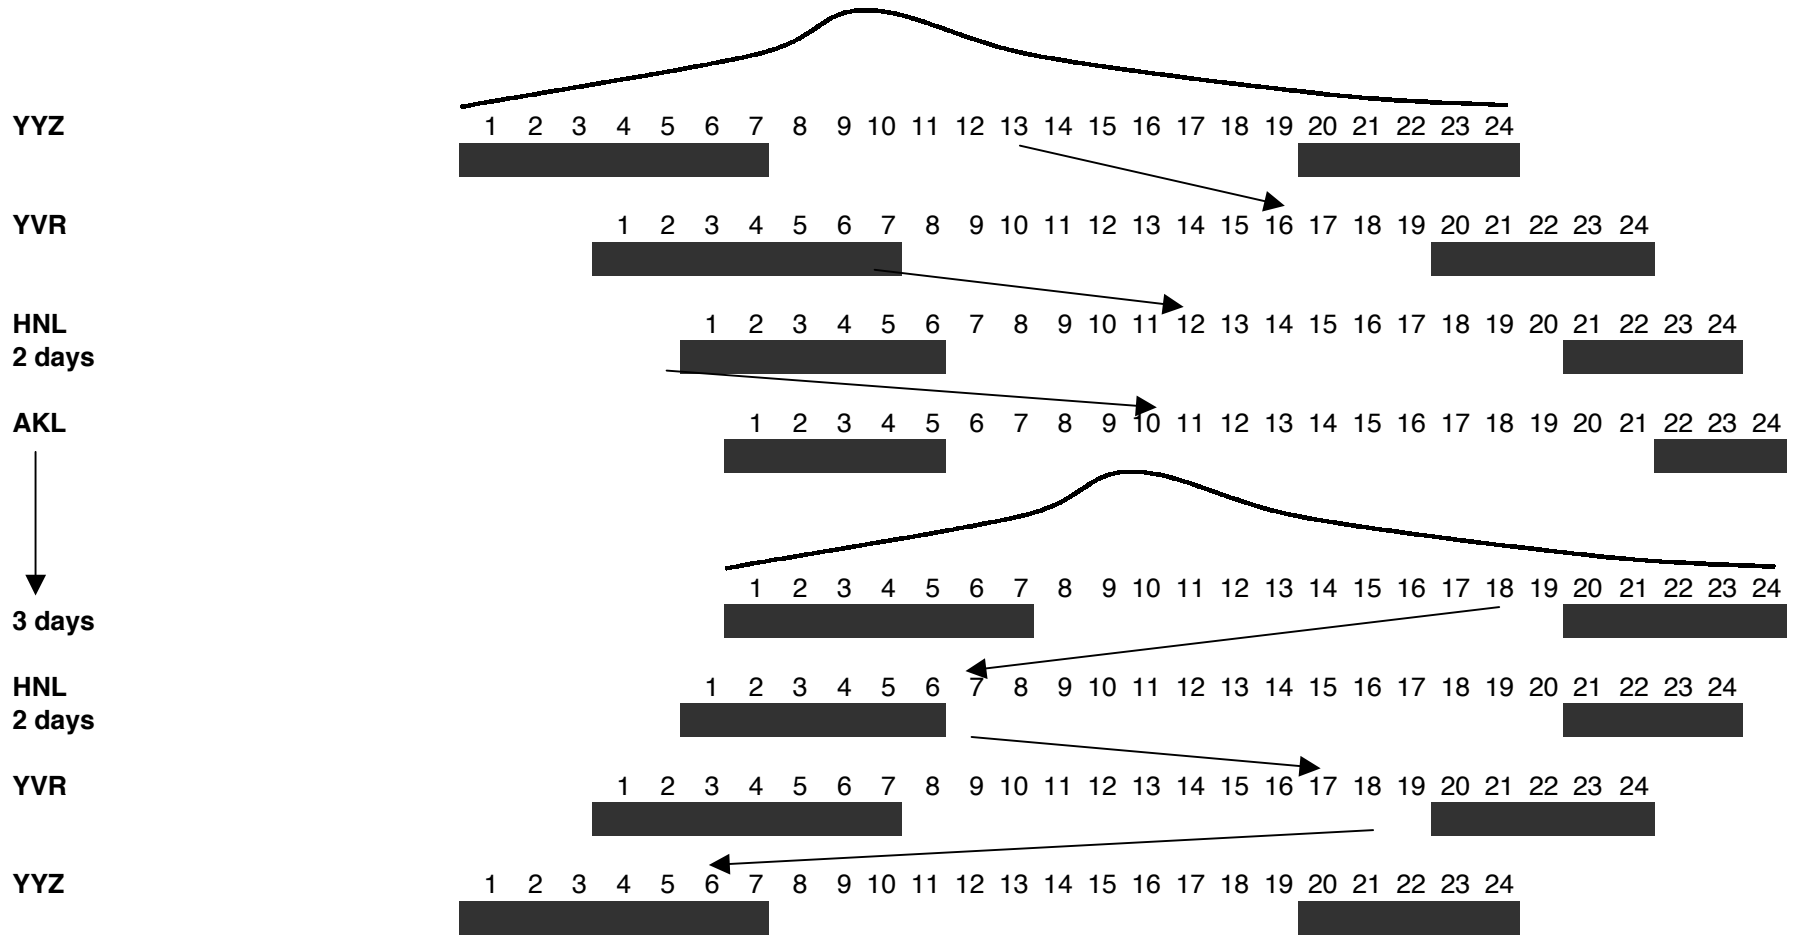 YYZ 1 2 3 4 5 6 7 8 9 10 11 12 13 14 15 16 17 18 19 20 21 22 23 24
YVR 1 2 3 4 5 6 7 8 9 10 11 12 13 14 15 16 17 18 19 20 21 22 23 24
HNL 1 2 3 4 5 6 7 8 9 10 11 12 13 14 15 16 17 18 19 20 21 22 23 24
2 days
AKL 1 2 3 4 5 6 7 8 9 10 11 12 13 14 15 16 17 18 19 20 21 22 23 24
1 2 3 4 5 6 7 8 9 10 11 12 13 14 15 16 17 18 19 20 21 22 23 24
3 days
HNL 1 2 3 4 5 6 7 8 9 10 11 12 13 14 15 16 17 18 19 20 21 22 23 24
2 days
YVR 1 2 3 4 5 6 7 8 9 10 11 12 13 14 15 16 17 18 19 20 21 22 23 24
YYZ 1 2 3 4 5 6 7 8 9 10 11 12 13 14 15 16 17 18 19 20 21 22 23 24